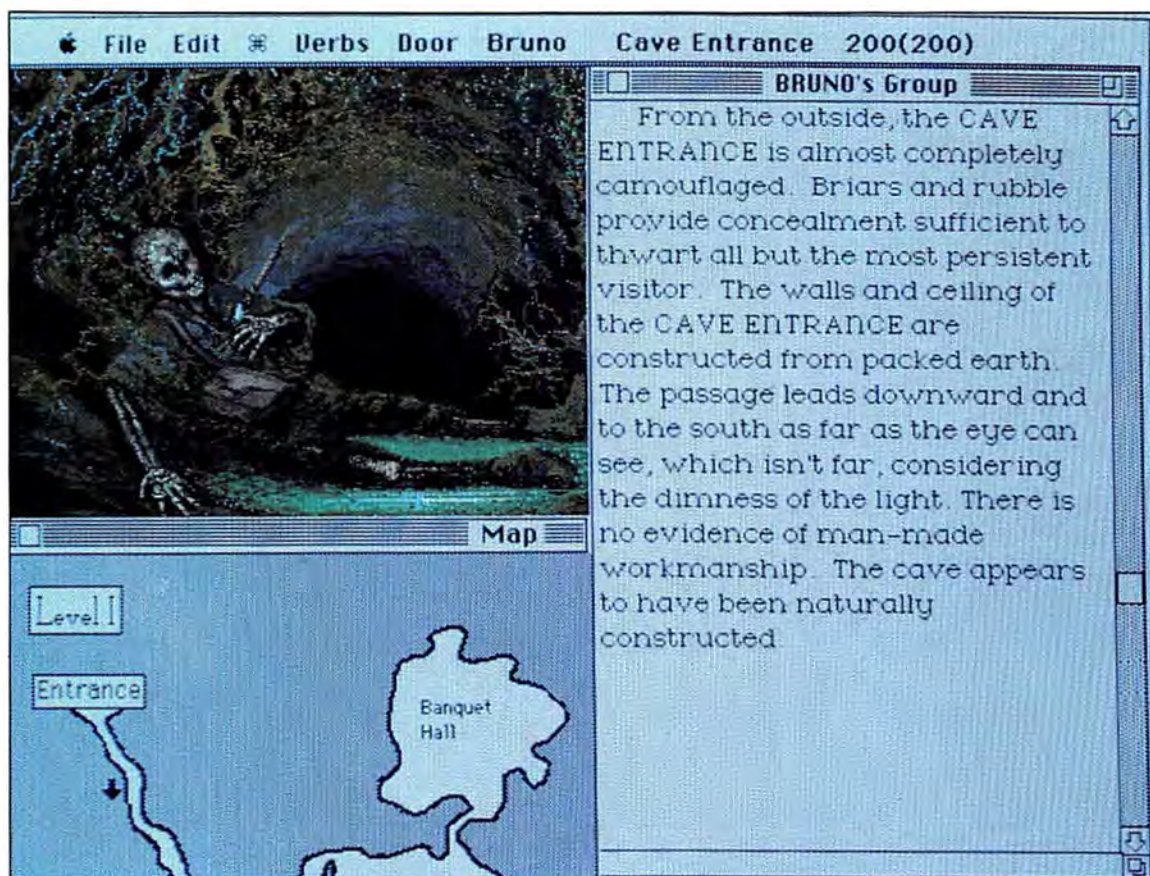 File Edit ⌘ Verbs Door Bruno Cave Entrance 200(200)
BRUNO's Group
From the outside, the CAVE
ENTRANCE is almost completely
camouflaged. Briars and rubble
provide concealment sufficient to
thwart all but the most persistent
visitor. The walls and ceiling of
the CAVE ENTRANCE are
constructed from packed earth.
The passage leads downward and
to the south as far as the eye can
see, which isn't far, considering
the dimness of the light. There is
no evidence of man-made
workmanship. The cave appears
to have been naturally
constructed.
Map
Level I
Entrance
Banquet
Hall